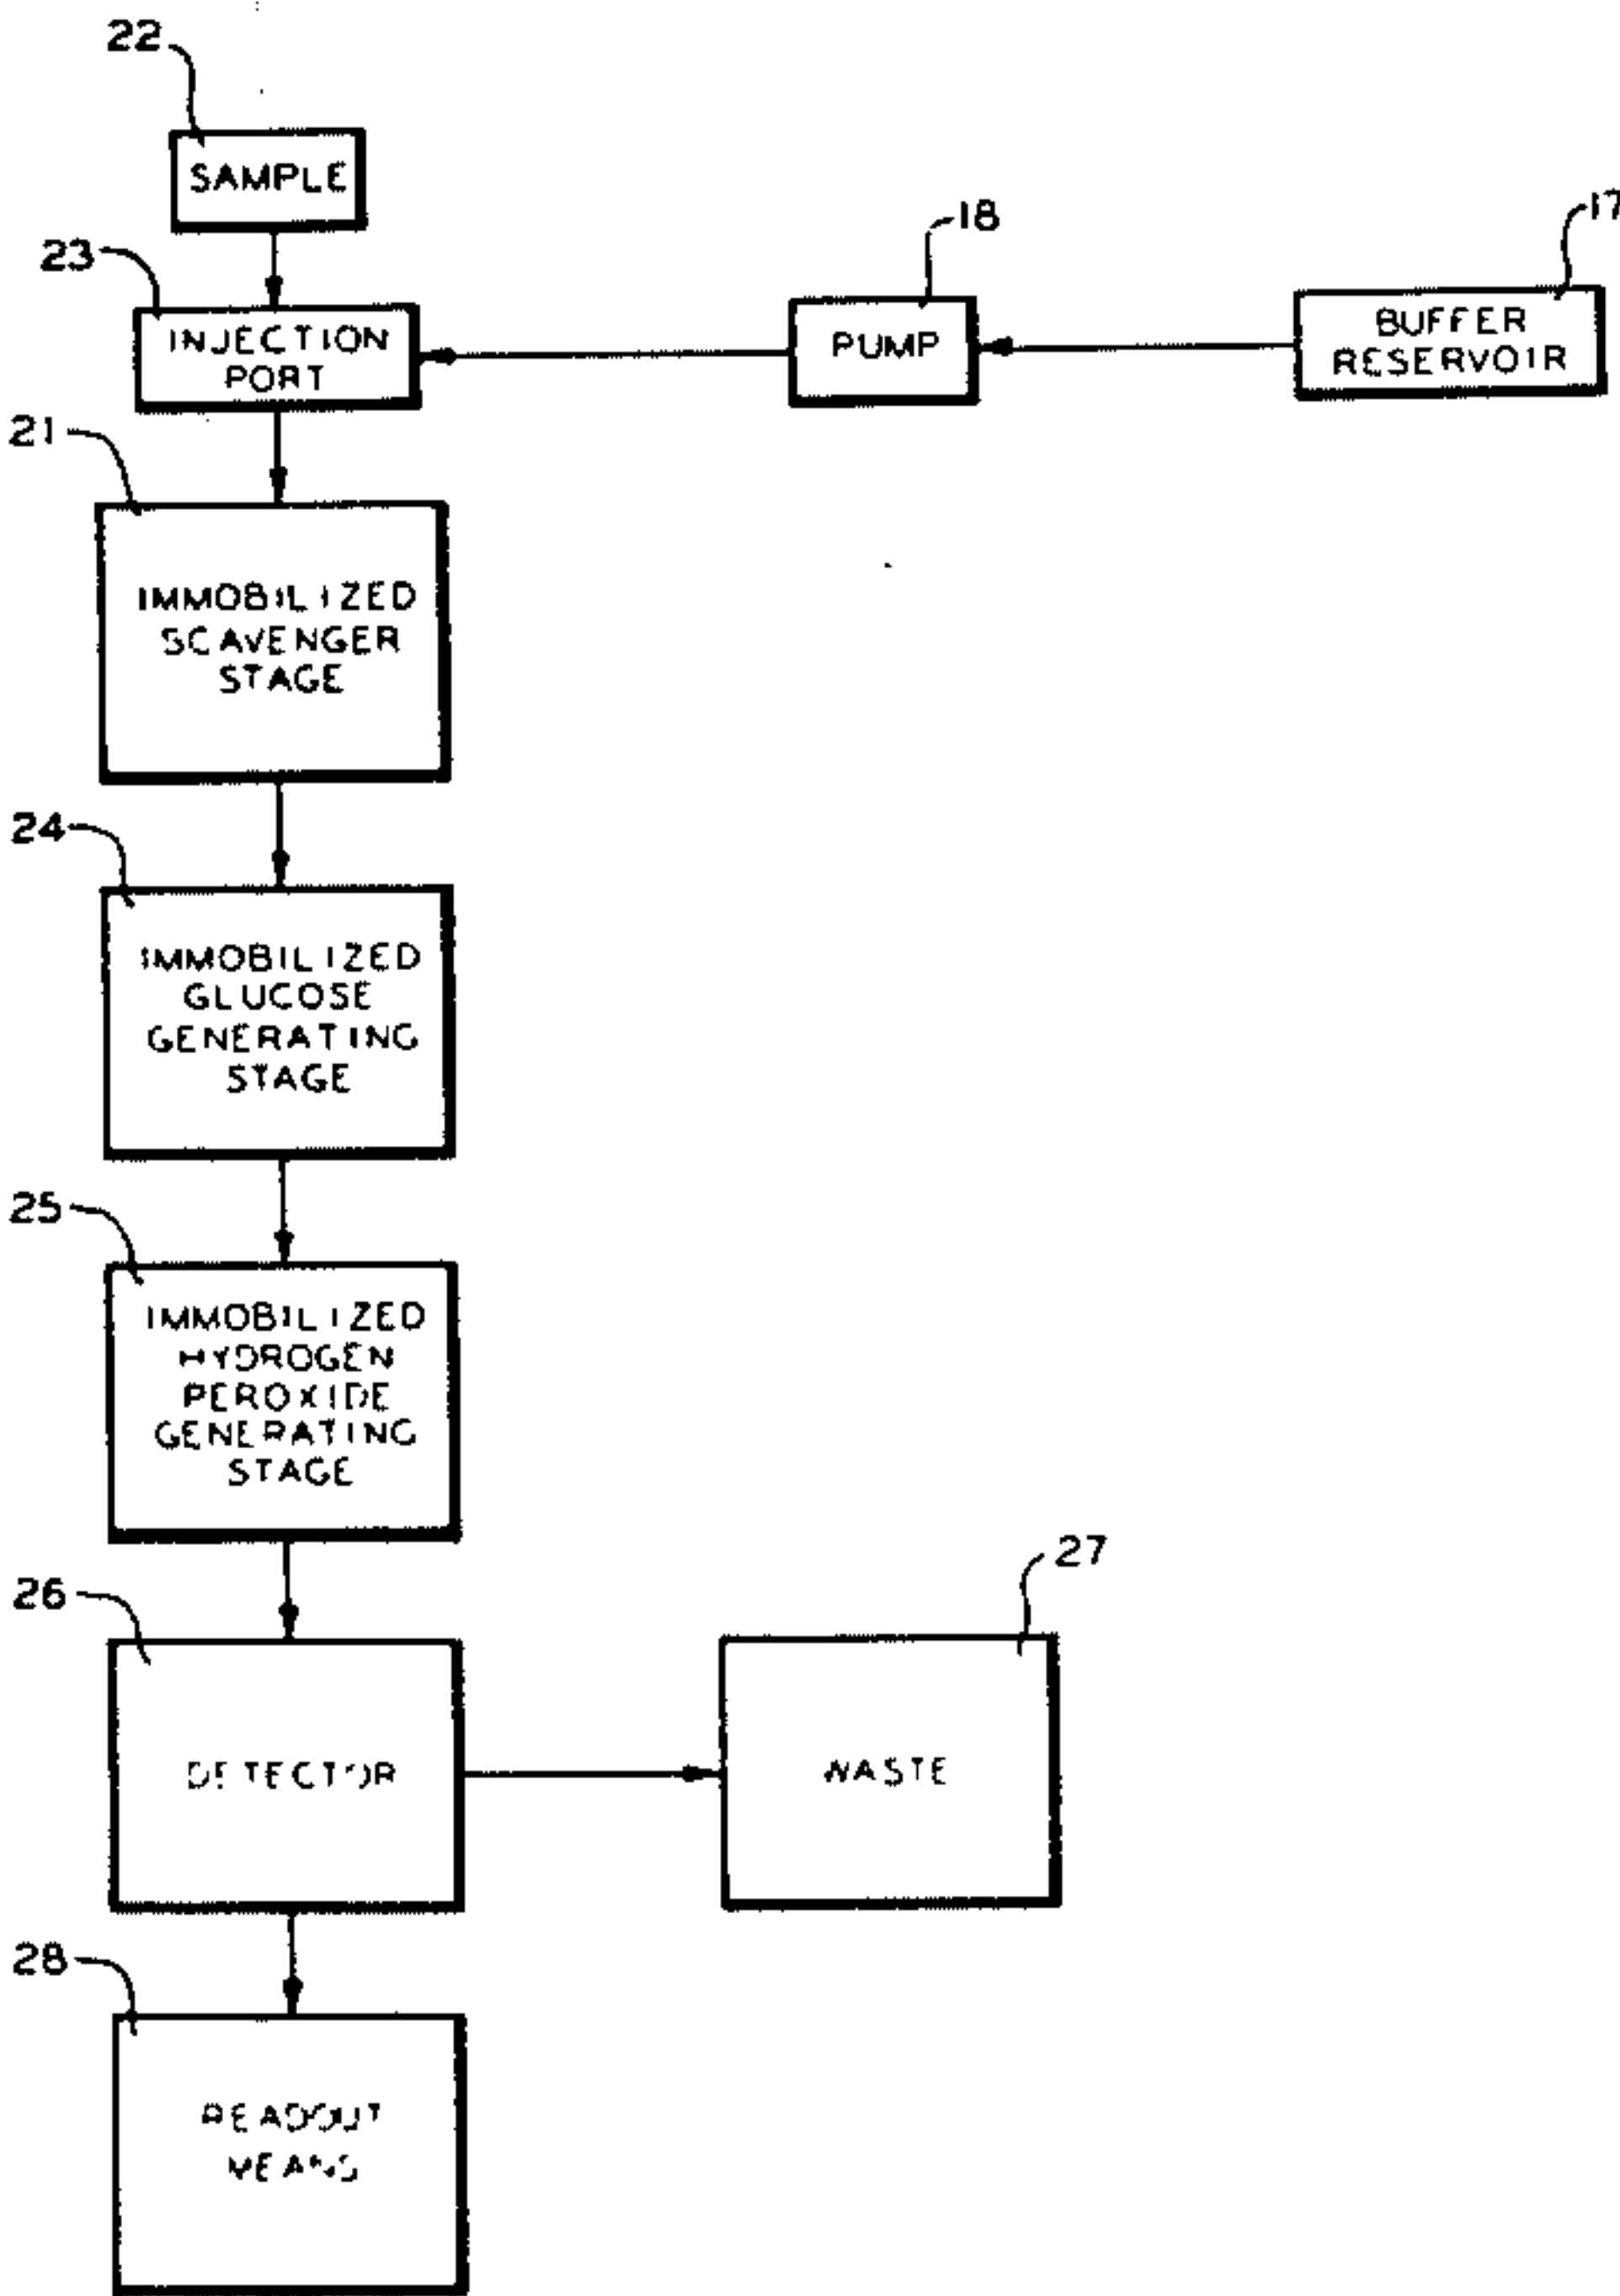 22
SAMPLE
23
INJECTION
PORT
18
PUMP
17
BUFFER
RESERVOIR
21
IMMOBILIZED
SCAVENGER
STAGE
24
IMMOBILIZED
GLUCOSE
GENERATING
STAGE
25
IMMOBILIZED
HYDROGEN
PEROXIDE
GENERATING
STAGE
26
DETECTOR
27
WASTE
28
READOUT
MEANS